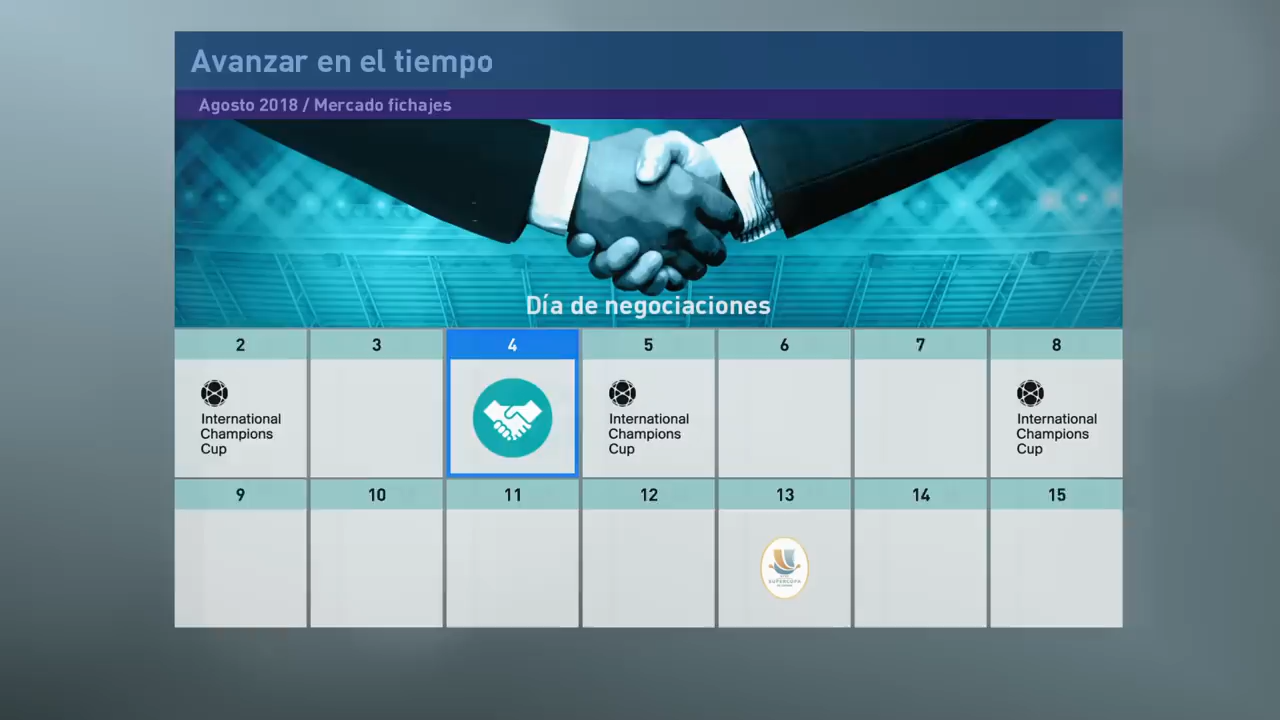 Avanzar en el tiempo
Agosto 2018 / Mercado fichajes
Día de negociaciones
2 3 4 5 6 7 8
International Champions Cup
International Champions Cup
International Champions Cup
9 10 11 12 13 14 15
SUPERCOPA